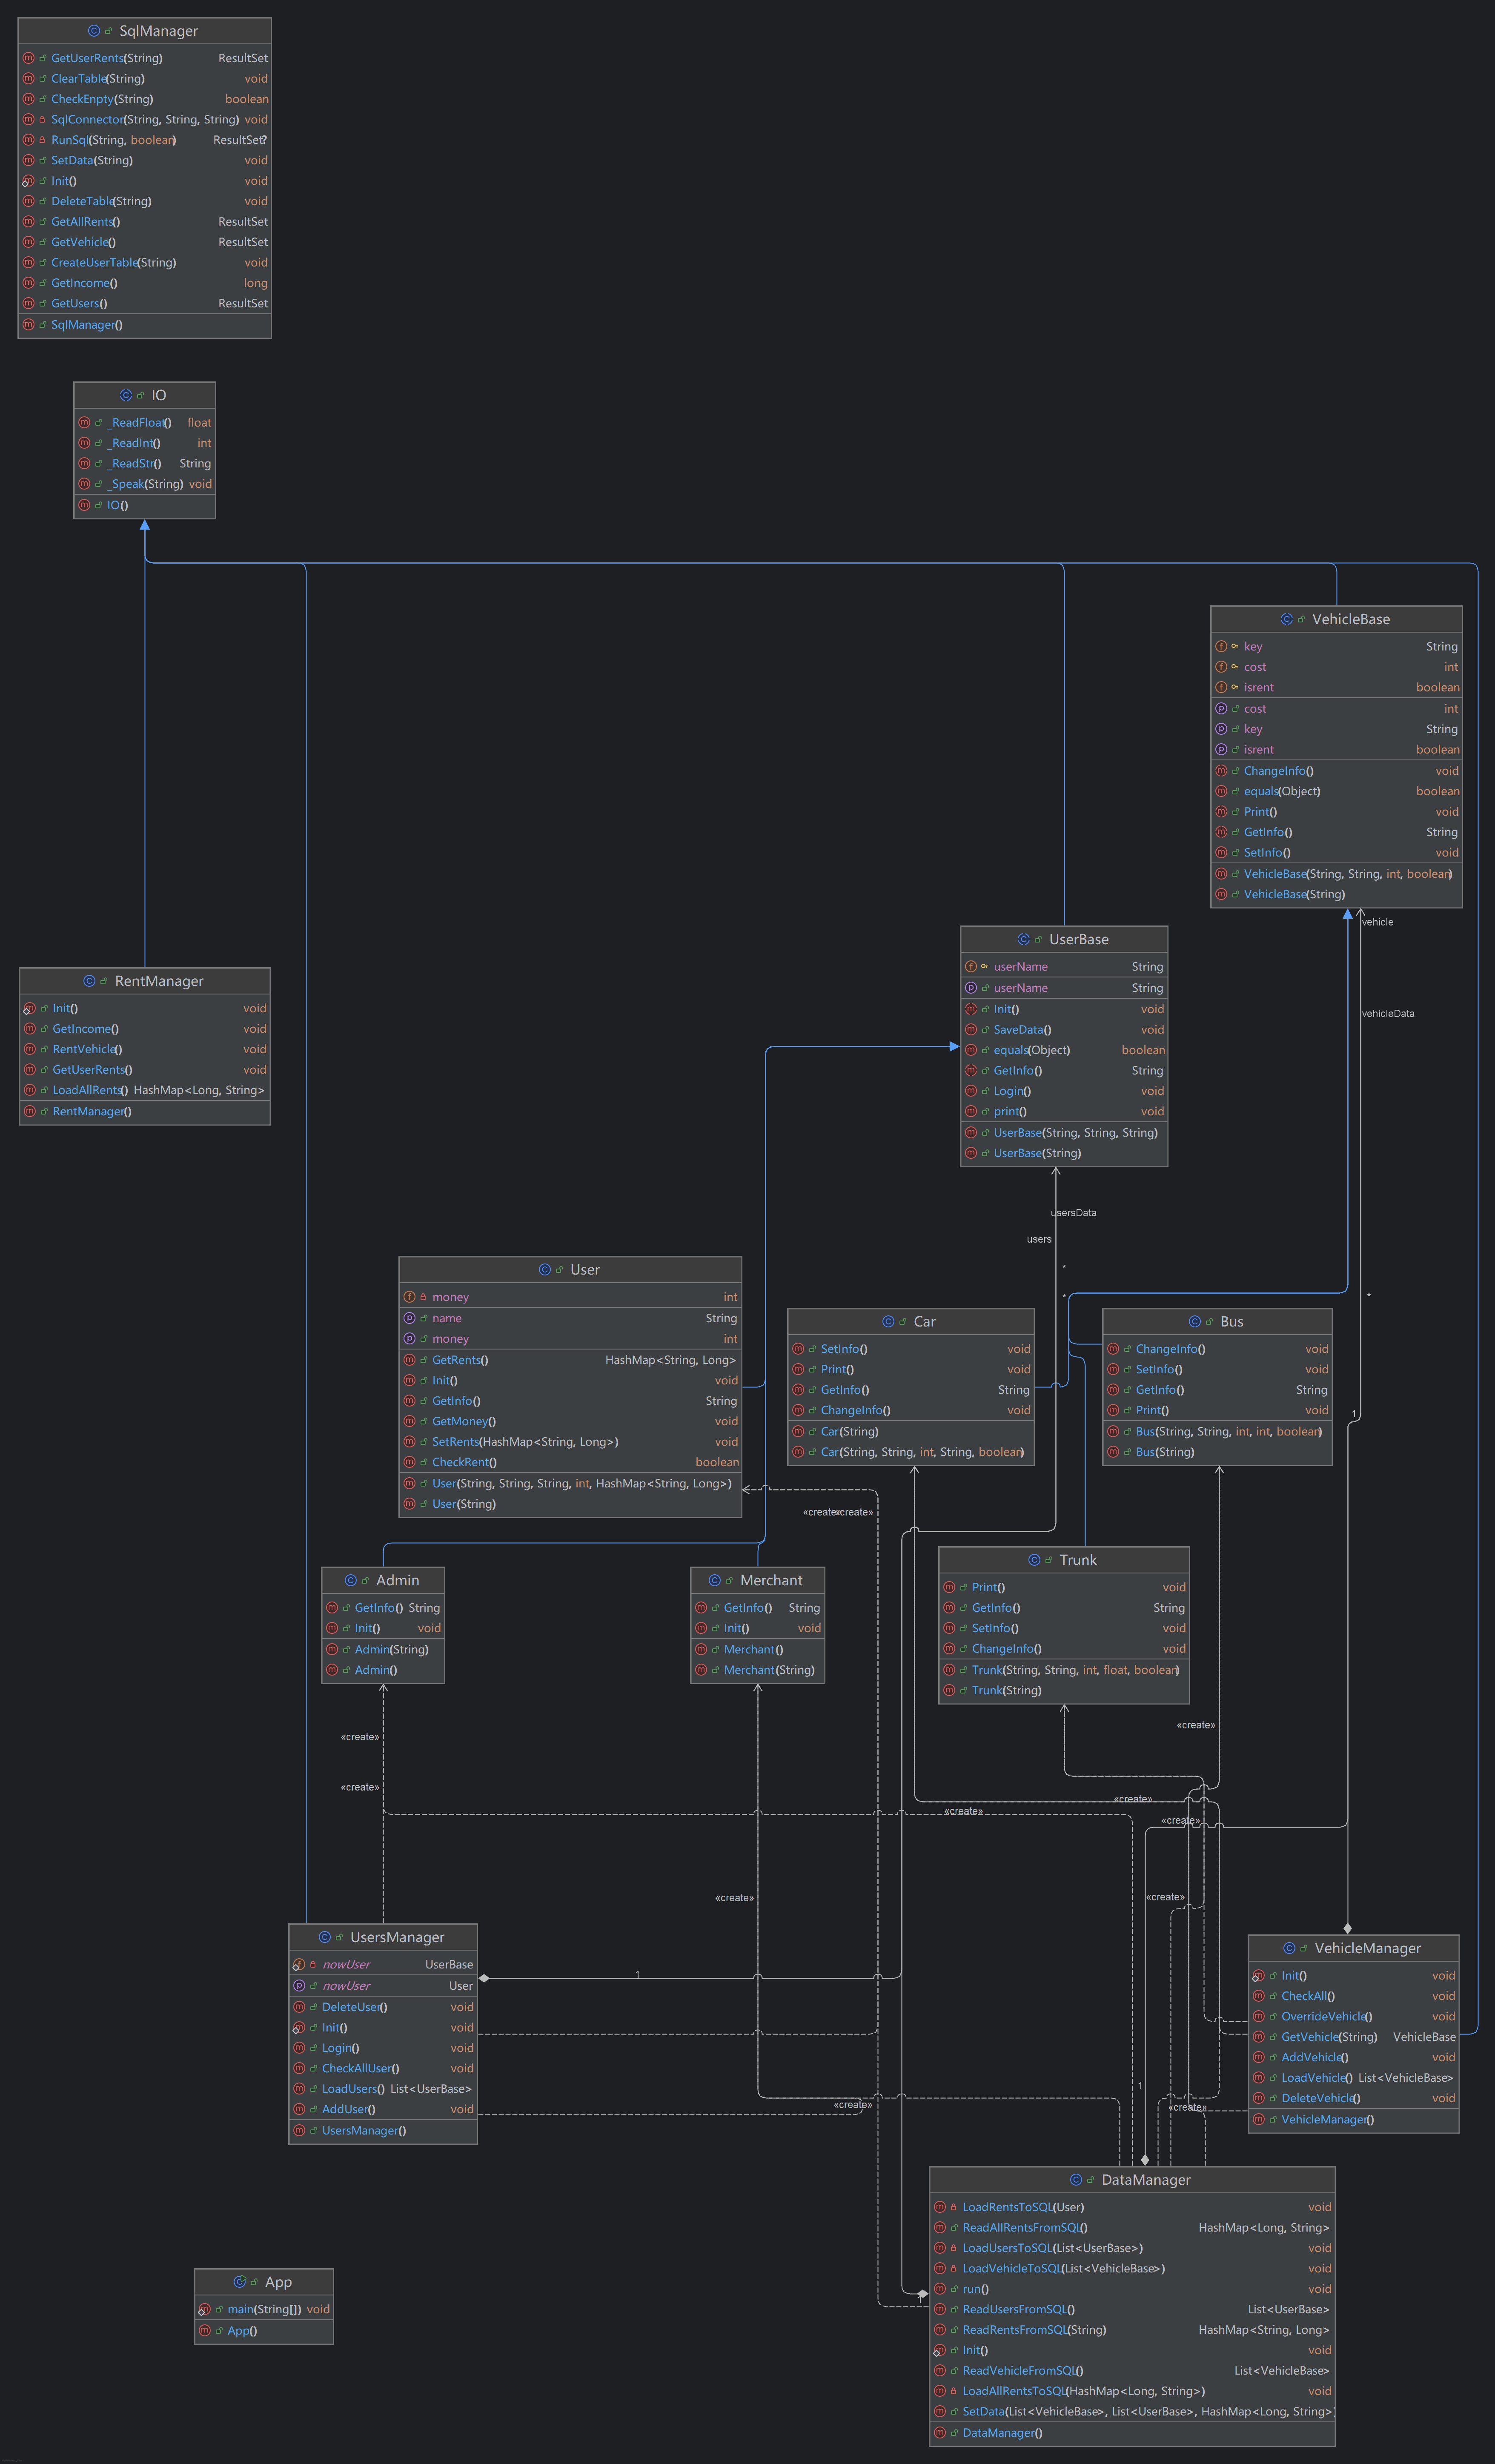 SqlManager
GetUserRents(String) ResultSet
ClearTable(String) void
CheckEnpty(String) boolean
SqlConnector(String, String, String) void
RunSql(String, boolean) ResultSet?
SetData(String) void
Init() void
DeleteTable(String) void
GetAllRents() ResultSet
GetVehicle() ResultSet
CreateUserTable(String) void
GetIncome() long
GetUsers() ResultSet
SqlManager()
IO
_ReadFloat() float
_ReadInt() int
_ReadStr() String
_Speak(String) void
IO()
VehicleBase
key String
cost int
isrent boolean
cost int
key String
isrent boolean
ChangeInfo() void
equals(Object) boolean
Print() void
GetInfo() String
SetInfo() void
VehicleBase(String, String, int, boolean)
VehicleBase(String)
vehicle
vehicleData
UserBase
userName String
userName String
Init() void
SaveData() void
equals(Object) boolean
GetInfo() String
Login() void
print() void
UserBase(String, String, String)
UserBase(String)
RentManager
Init() void
GetIncome() void
RentVehicle() void
GetUserRents() void
LoadAllRents() HashMap<Long, String>
RentManager()
usersData
users
*
*
*
User
money int
name String
money int
GetRents() HashMap<String, Long>
Init() void
GetInfo() String
GetMoney() void
SetRents(HashMap<String, Long>) void
CheckRent() boolean
User(String, String, String, int, HashMap<String, Long>)
User(String)
Car
SetInfo() void
Print() void
GetInfo() String
ChangeInfo() void
Car(String)
Car(String, String, int, String, boolean)
Bus
ChangeInfo() void
SetInfo() void
GetInfo() String
Print() void
Bus(String, String, int, int, boolean)
Bus(String)
1
«create»
«create»
Admin
GetInfo() String
Init() void
Admin(String)
Admin()
Merchant
GetInfo() String
Init() void
Merchant()
Merchant(String)
Trunk
Print() void
GetInfo() String
SetInfo() void
ChangeInfo() void
Trunk(String, String, int, float, boolean)
Trunk(String)
«create»
«create»
«create»
«create»
«create»
«create»
«create»
«create»
UsersManager
nowUser UserBase
nowUser User
DeleteUser() void
Init() void
Login() void
CheckAllUser() void
LoadUsers() List<UserBase>
AddUser() void
UsersManager()
1
VehicleManager
Init() void
CheckAll() void
OverrideVehicle() void
GetVehicle(String) VehicleBase
AddVehicle() void
LoadVehicle() List<VehicleBase>
DeleteVehicle() void
VehicleManager()
1
«create»
«create»
DataManager
LoadRentsToSQL(User) void
ReadAllRentsFromSQL() HashMap<Long, String>
LoadUsersToSQL(List<UserBase>) void
LoadVehicleToSQL(List<VehicleBase>) void
run() void
ReadUsersFromSQL() List<UserBase>
ReadRentsFromSQL(String) HashMap<String, Long>
Init() void
ReadVehicleFromSQL() List<VehicleBase>
LoadAllRentsToSQL(HashMap<Long, String>) void
SetData(List<VehicleBase>, List<UserBase>, HashMap<Long, String>)
DataManager()
1
App
main(String[]) void
App()